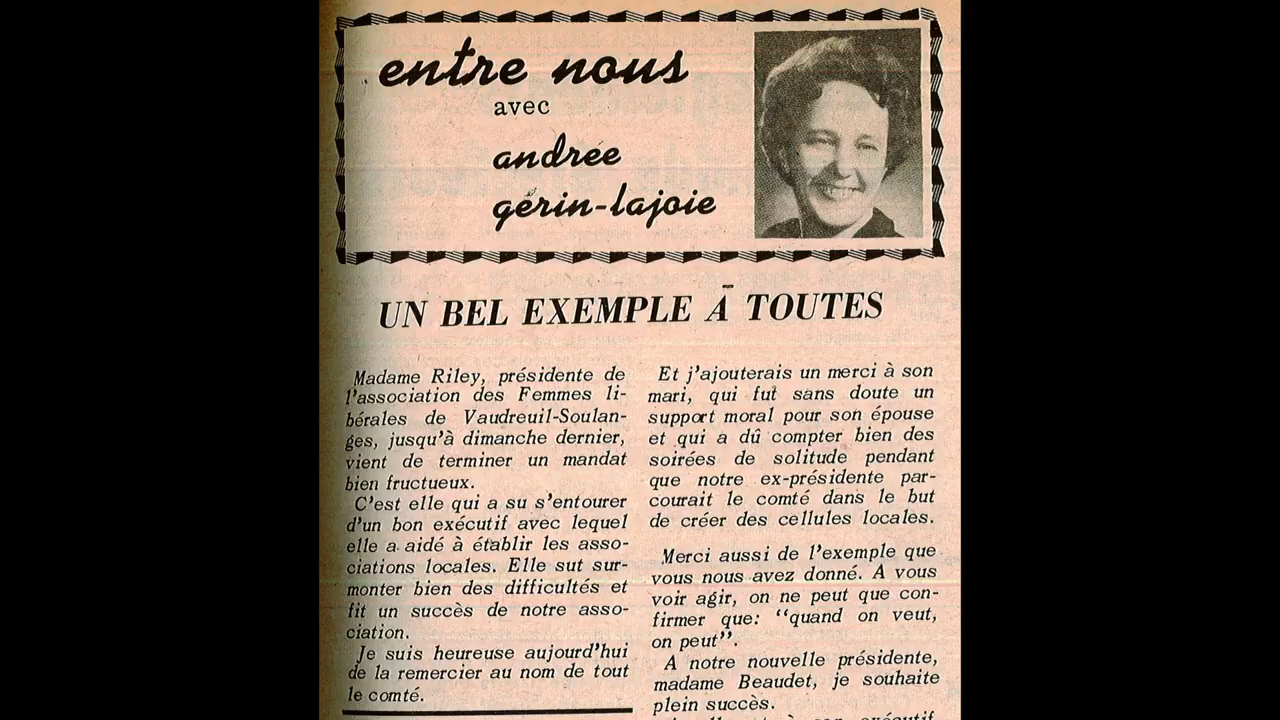 entre nous
avec
andrée
gérin-lajoie
UN BEL EXEMPLE À TOUTES
Madame Riley, présidente de
l'association des Femmes li-
bérales de Vaudreuil-Soulan-
ges, jusqu'à dimanche dernier,
vient de terminer un mandat
bien fructueux.
C'est elle qui a su s'entourer
d'un bon exécutif avec lequel
elle a aidé à établir les asso-
ciations locales. Elle sut sur-
monter bien des difficultés et
fit un succès de notre asso-
ciation.
Je suis heureuse aujourd'hui
de la remercier au nom de tout
le comté.
Et j'ajouterais un merci à son
mari, qui fut sans doute un
support moral pour son épouse
et qui a dû compter bien des
soirées de solitude pendant
que notre ex-présidente par-
courait le comté dans le but
de créer des cellules locales.
Merci aussi de l'exemple que
vous nous avez donné. A vous
voir agir, on ne peut que con-
firmer que: "quand on veut,
on peut".
A notre nouvelle présidente,
madame Beaudet, je souhaite
plein succès.